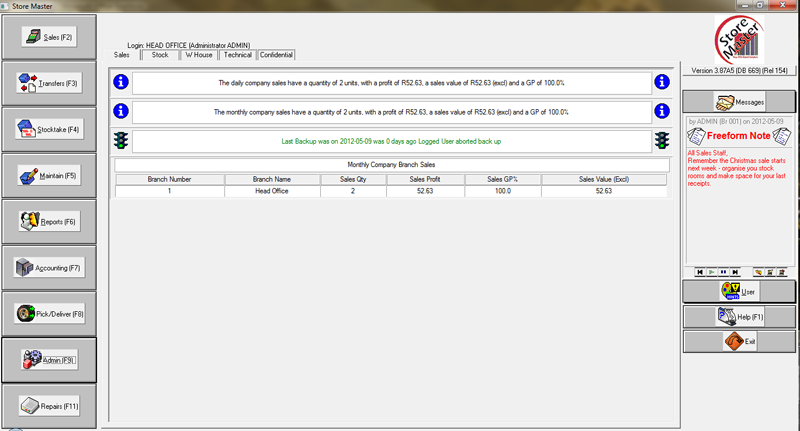 Store Master
Sales (F2)
Transfers (F3)
Stocktake (F4)
Maintain (F5)
Reports (F6)
Accounting (F7)
Pick/Deliver (F8)
Admin (F9)
Repairs (F11)
Login: HEAD OFFICE (Administrator ADMIN)
Sales Stock W House Technical Confidential
The daily company sales have a quantity of 2 units, with a profit of R52.63, a sales value of R52.63 (excl) and a GP of 100.0%
The monthly company sales have a quantity of 2 units, with a profit of R52.63, a sales value of R52.63 (excl) and a GP of 100.0%
Last Backup was on 2012-05-09 was 0 days ago Logged User aborted back up
Monthly Company Branch Sales
Branch Number Branch Name Sales Qty Sales Profit Sales GP% Sales Value (Excl)
1 Head Office 2 52.63 100.0 52.63
Store
Master
Version 3.87A5 (DB 669) (Rel 154)
Messages
by ADMIN (Br 001) on 2012-05-09
Freeform Note
All Sales Staff,
Remember the Christmas sale starts
next week - organise you stock
rooms and make space for your last
receipts
User
Help (F1)
Exit